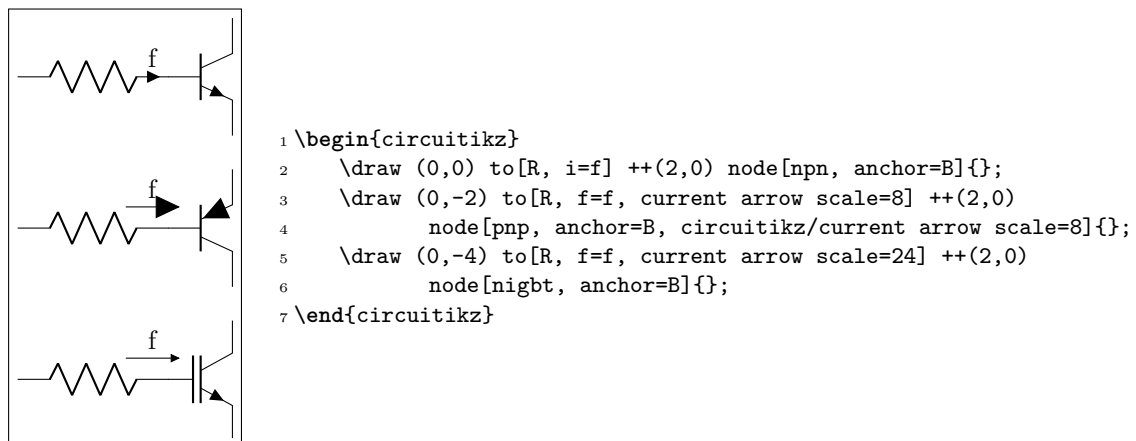 f
f
f
1 \begin{circuitikz}
2     \draw (0,0) to[R, i=f] ++(2,0) node[npn, anchor=B]{};
3     \draw (0,-2) to[R, f=f, current arrow scale=8] ++(2,0)
4             node[pnp, anchor=B, circuitikz/current arrow scale=8]{};
5     \draw (0,-4) to[R, f=f, current arrow scale=24] ++(2,0)
6             node[nigbt, anchor=B]{};
7 \end{circuitikz}